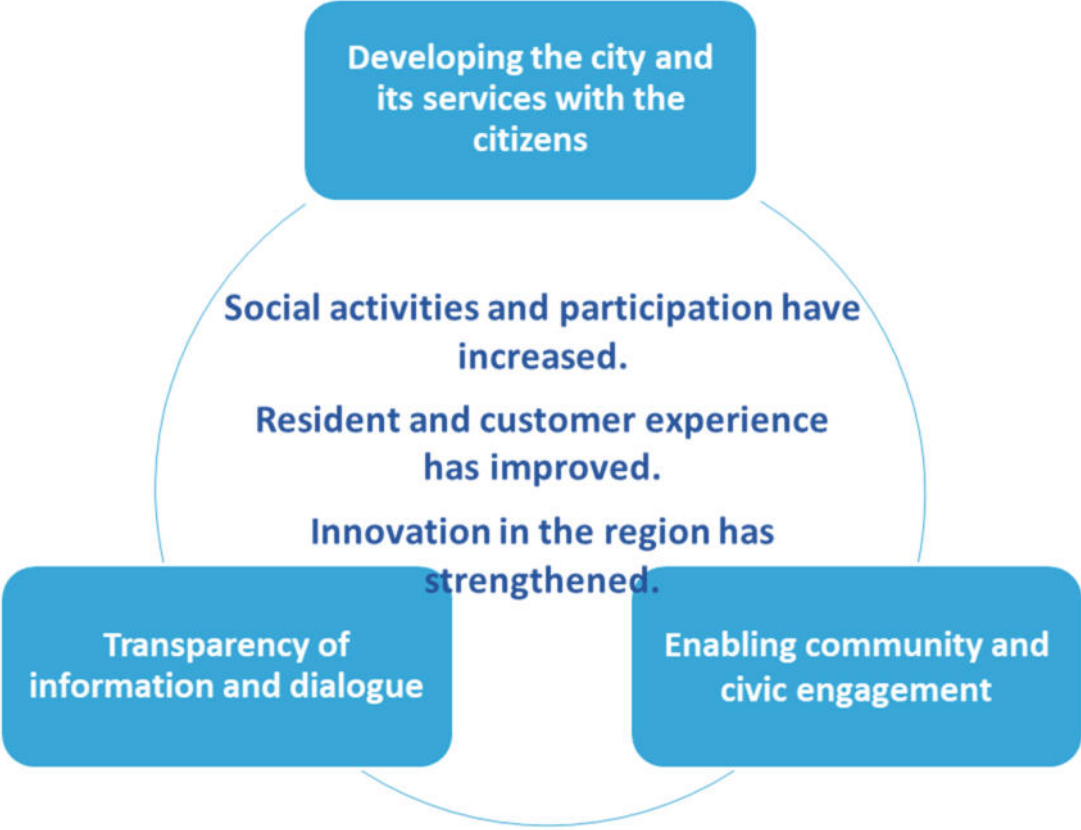 Developing the city and
its services with the
citizens
Social activities and participation have
increased.
Resident and customer experience
has improved.
Innovation in the region has
strengthened.
Transparency of
information and dialogue
Enabling community and
civic engagement